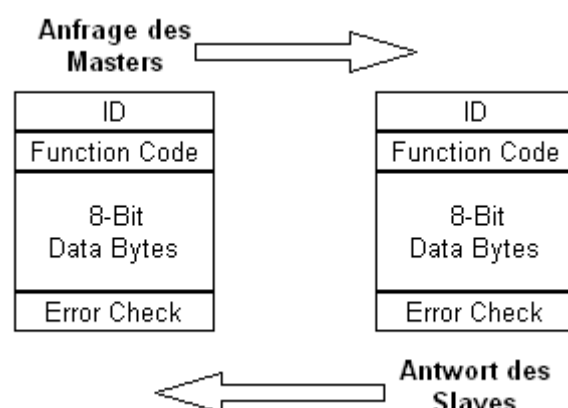 Anfrage des
Masters
ID
Function Code
8-Bit
Data Bytes
Error Check
ID
Function Code
8-Bit
Data Bytes
Error Check
Antwort des
Slaves